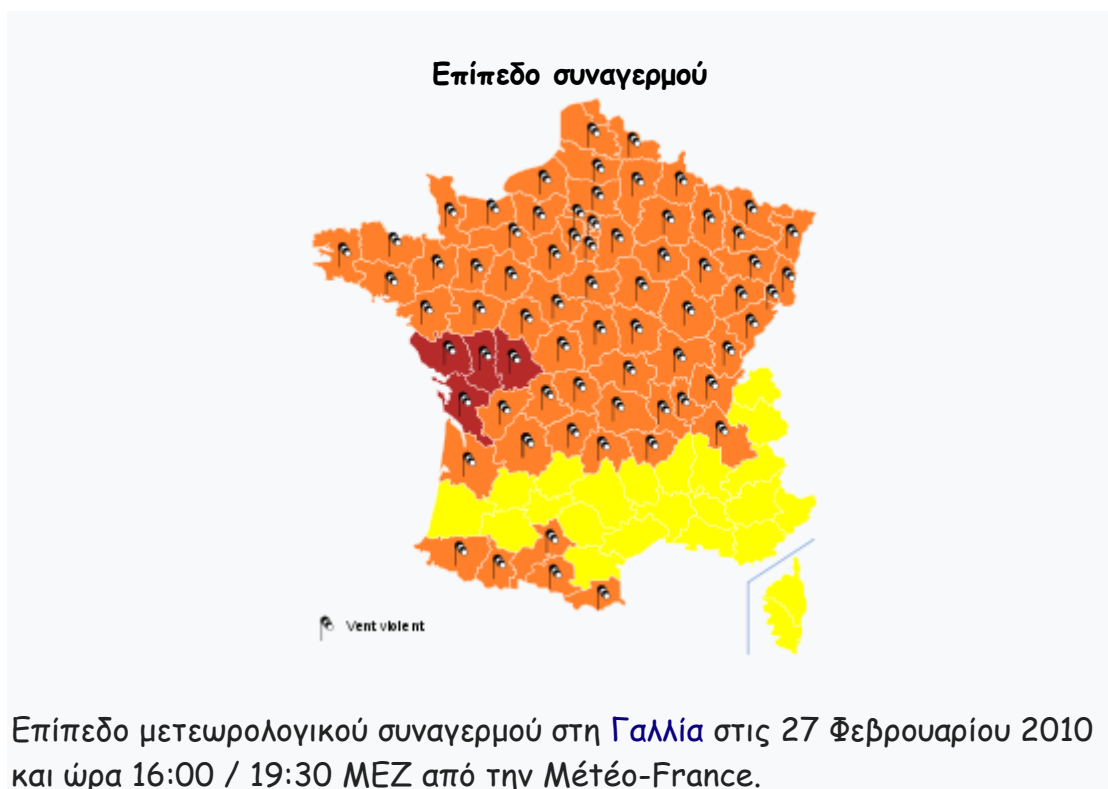 Επίπεδο συναγερμού
Vent violent
Επίπεδο μετεωρολογικού συναγερμού στη Γαλλία στις 27 Φεβρουαρίου 2010
και ώρα 16:00 / 19:30 ΜΕΖ από την Météo-France.